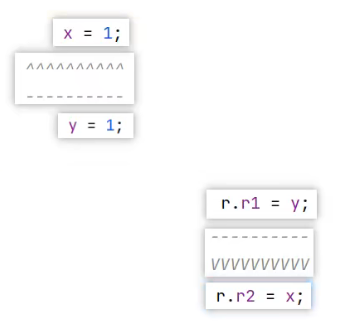 x = 1;
^^^^^^^^^^
----------
y = 1;
r.r1 = y;
----------
VVVVVVVVVV
r.r2 = x;